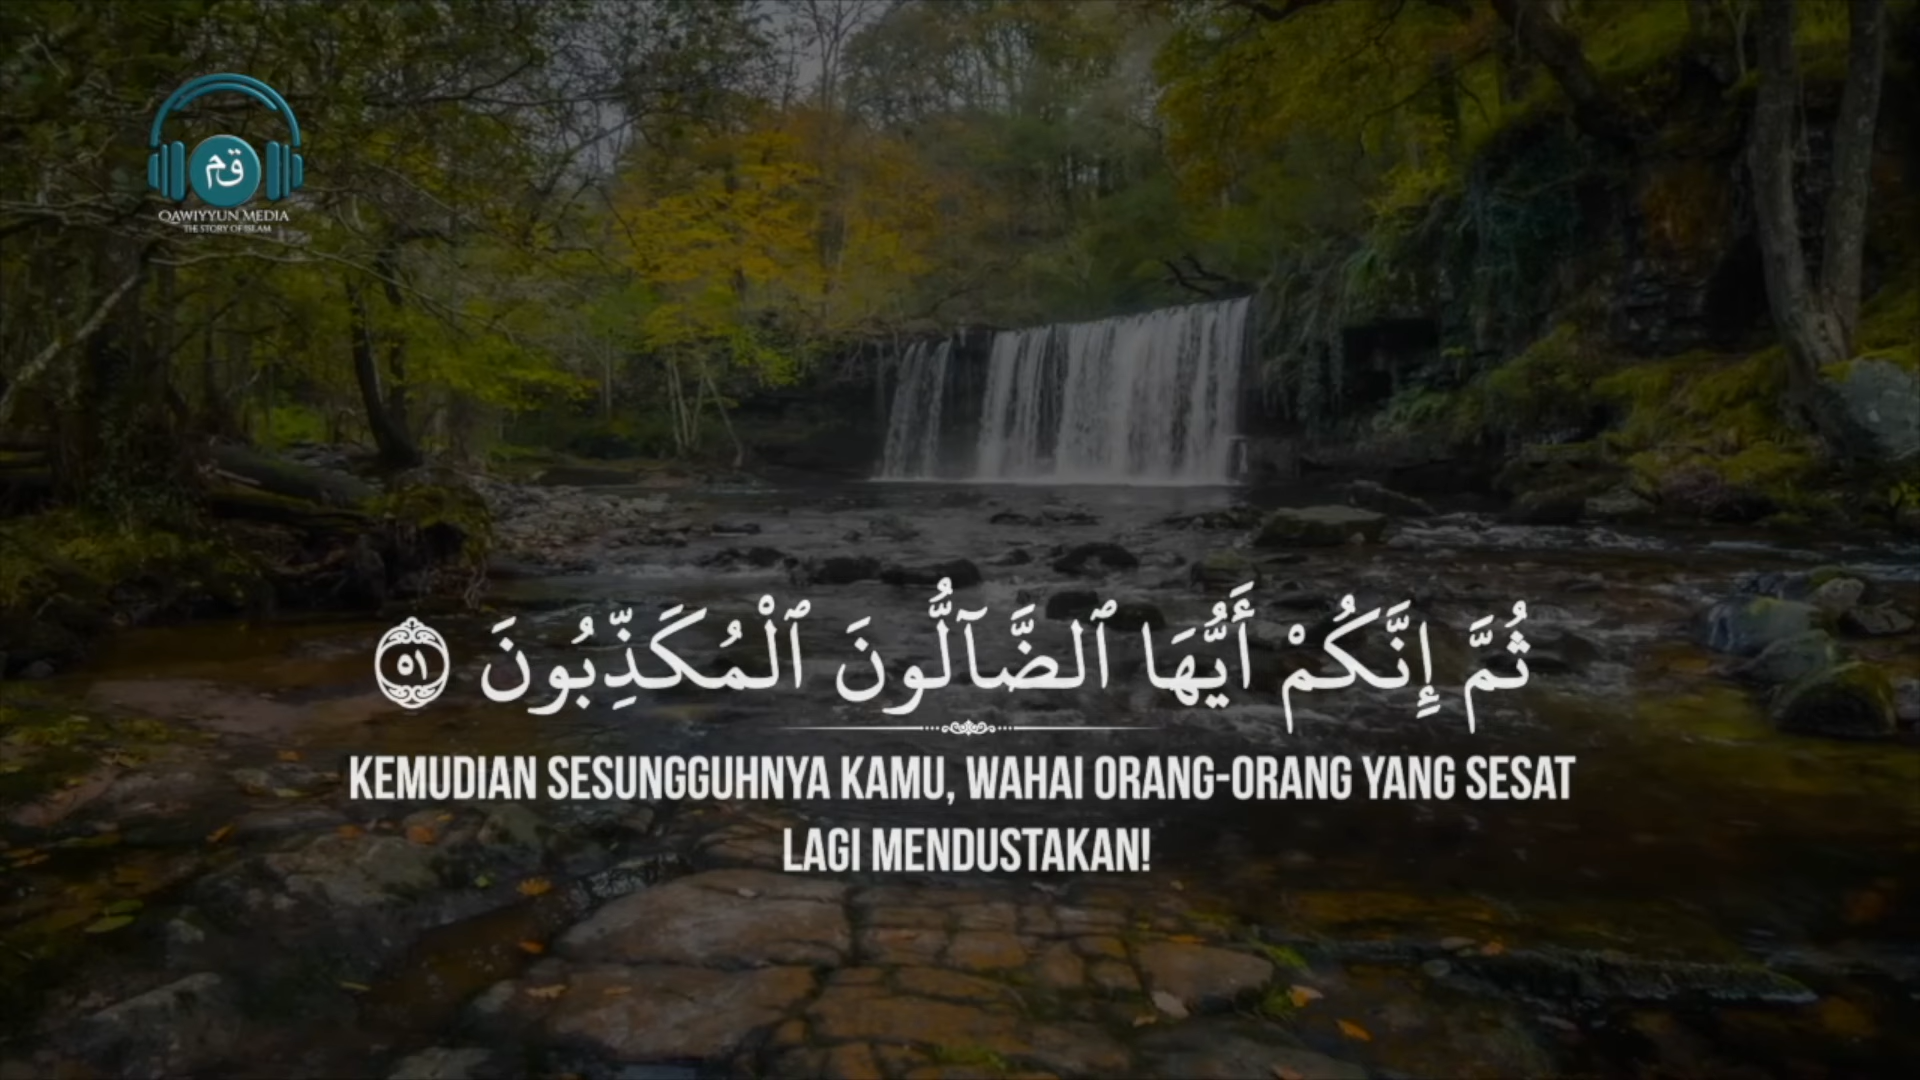 قم
QAWIYYUN MEDIA
THE STORY OF ISLAM
ثُمَّ إِنَّكُمْ أَيُّهَا ٱلضَّآلُّونَ ٱلْمُكَذِّبُونَ ٥١
KEMUDIAN SESUNGGUHNYA KAMU, WAHAI ORANG-ORANG YANG SESAT
LAGI MENDUSTAKAN!